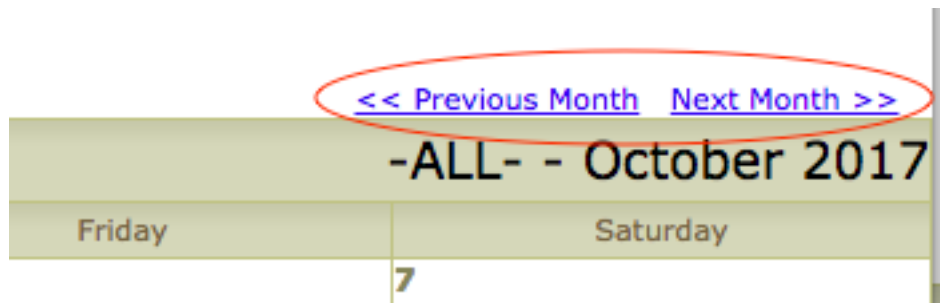 << Previous Month Next Month >>
-ALL- - October 2017
Friday Saturday
7